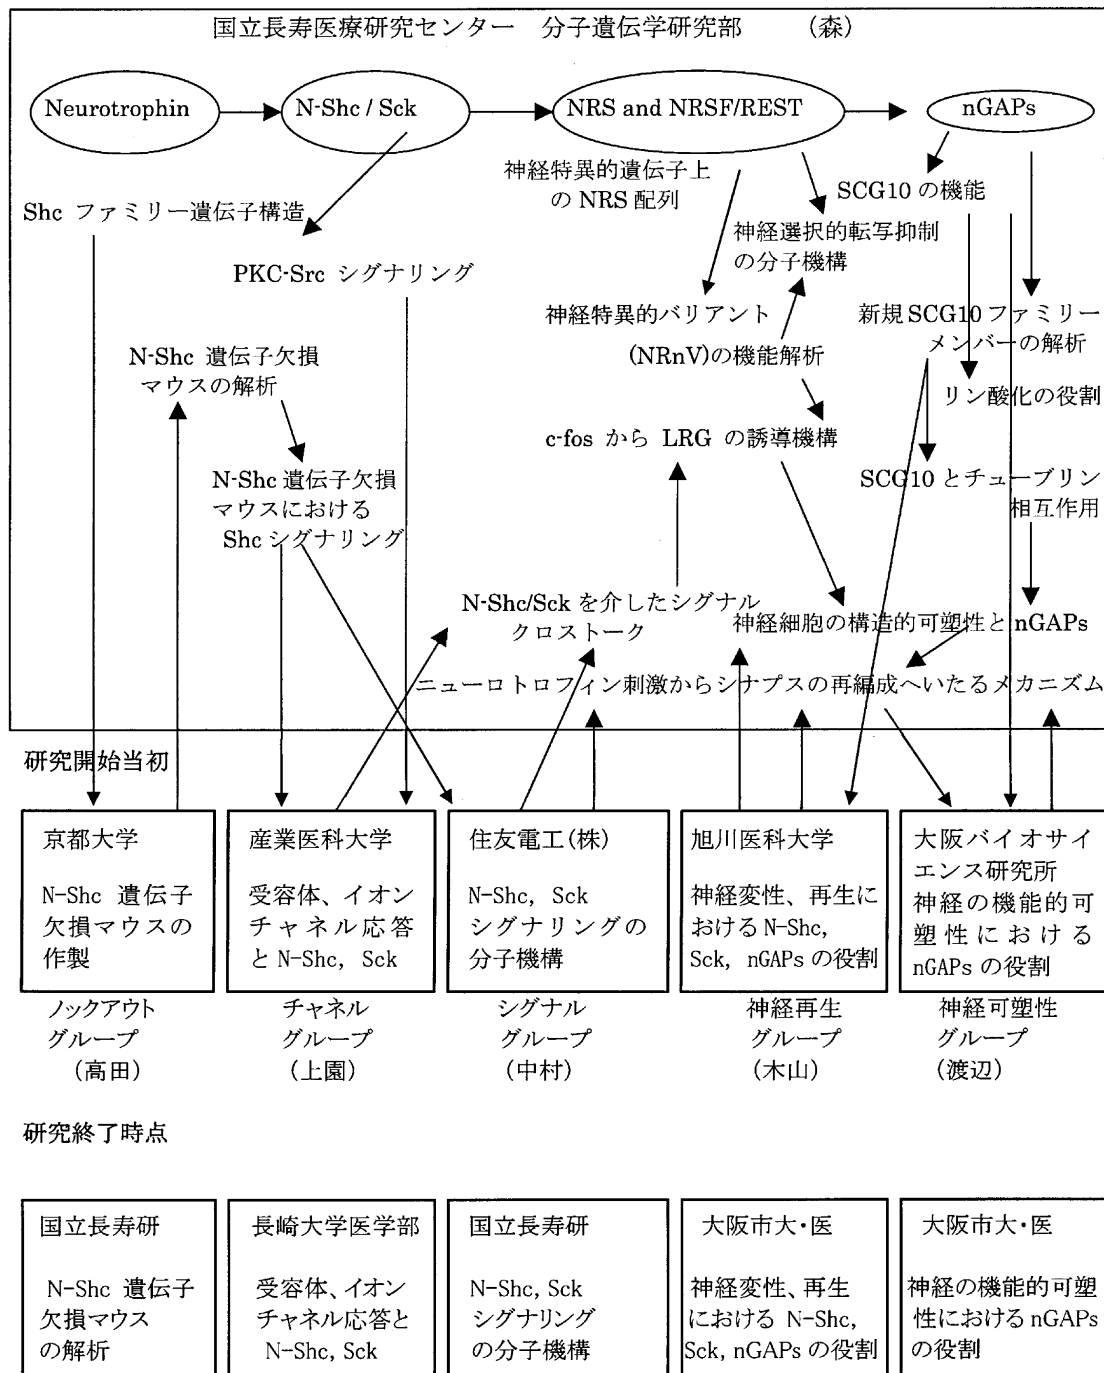 国立長寿医療研究センター 分子遺伝学研究部 (森)
Neurotrophin
N-Shc / Sck
NRS and NRSF/REST
nGAPs
神経特異的遺伝子上
の NRS 配列
SCG10 の機能
Shc ファミリー遺伝子構造
神経選択的転写抑制
の分子機構
PKC-Src シグナリング
神経特異的バリアント
(NRnV)の機能解析
新規SCG10ファミリー
メンバーの解析
N-Shc 遺伝子欠損
マウスの解析
リン酸化の役割
c-fos から LRG の誘導機構
N-Shc 遺伝子欠損
マウスにおける
Shc シグナリング
SCG10 とチューブリン
相互作用
N-Shc/Sck を介したシグナル
クロストーク
神経細胞の構造的可塑性と nGAPs
ニューロトロフィン刺激からシナプスの再編成へいたるメカニズム
研究開始当初
京都大学
N-Shc 遺伝子
欠損マウスの
作製
ノックアウト
グループ
(高田)
産業医科大学
受容体、イオン
チャネル応答
と N-Shc, Sck
チャネル
グループ
(上園)
住友電工(株)
N-Shc, Sck
シグナリングの
分子機構
シグナル
グループ
(中村)
旭川医科大学
神経変性、再生に
おける N-Shc,
Sck, nGAPs の役割
神経再生
グループ
(木山)
大阪バイオサイ
エンス研究所
神経の機能的可
塑性における
nGAPs の役割
神経可塑性
グループ
(渡辺)
研究終了時点
国立長寿研
N-Shc 遺伝子
欠損マウス
の解析
長崎大学医学部
受容体、イオン
チャネル応答と
N-Shc, Sck
国立長寿研
N-Shc, Sck
シグナリング
の分子機構
大阪市大・医
神経変性、再生
における N-Shc,
Sck, nGAPs の役割
大阪市大・医
神経の機能的可塑
性における nGAPs
の役割